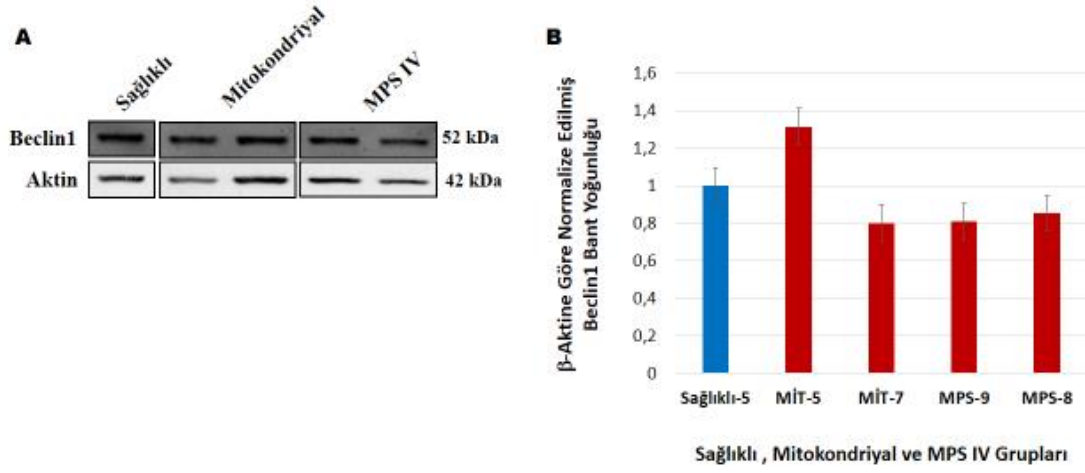 A
Sağlıklı
Mitokondriyal
MPS IV
Beclin1
52 kDa
Aktin
42 kDa
B
β-Aktine Göre Normalize Edilmiş
Beclin1 Bant Yoğunluğu
1,6
1,4
1,2
1
0,8
0,6
0,4
0,2
0
Sağlıklı-5 MİT-5 MİT-7 MPS-9 MPS-8
Sağlıklı , Mitokondriyal ve MPS IV Grupları